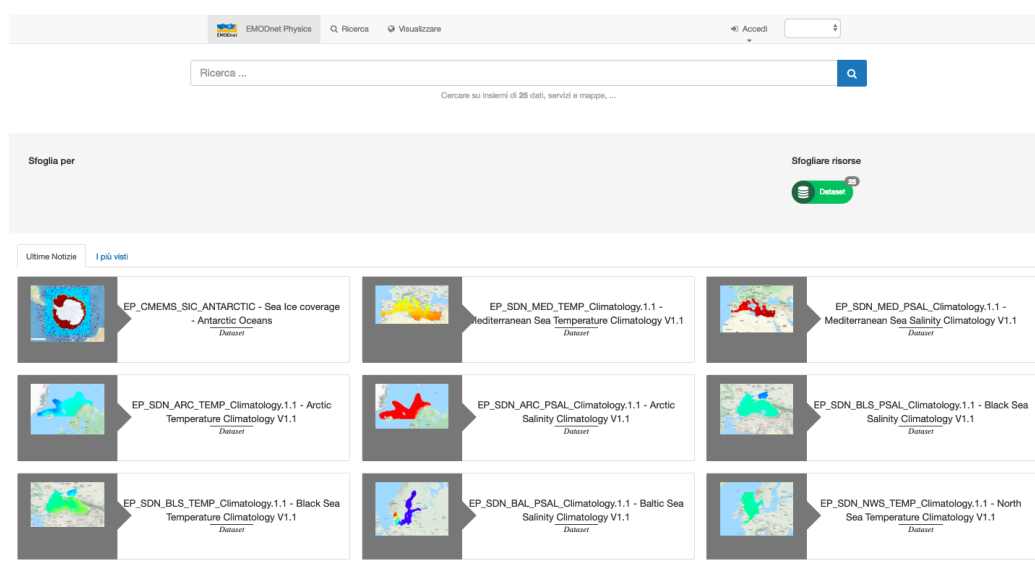 EMODnet
EMODnet Physics
Ricerca
Visualizzare
Accedi
Ricerca ...
Cercare su insiemi di 25 dati, servizi e mappe, ...
Sfoglia per
Sfogliare risorse
25
Dataset
Ultime Notizie
I più visti
EP_CMEMS_SIC_ANTARCTIC - Sea Ice coverage
- Antarctic Oceans
Dataset
EP_SDN_MED_TEMP_Climatology.1.1 -
Mediterranean Sea Temperature Climatology V1.1
Dataset
EP_SDN_MED_PSAL_Climatology.1.1 -
Mediterranean Sea Salinity Climatology V1.1
Dataset
EP_SDN_ARC_TEMP_Climatology.1.1 - Arctic
Temperature Climatology V1.1
Dataset
EP_SDN_ARC_PSAL_Climatology.1.1 - Arctic
Salinity Climatology V1.1
Dataset
EP_SDN_BLS_PSAL_Climatology.1.1 - Black Sea
Salinity Climatology V1.1
Dataset
EP_SDN_BLS_TEMP_Climatology.1.1 - Black Sea
Temperature Climatology V1.1
Dataset
EP_SDN_BAL_PSAL_Climatology.1.1 - Baltic Sea
Salinity Climatology V1.1
Dataset
EP_SDN_NWS_TEMP_Climatology.1.1 - North
Sea Temperature Climatology V1.1
Dataset